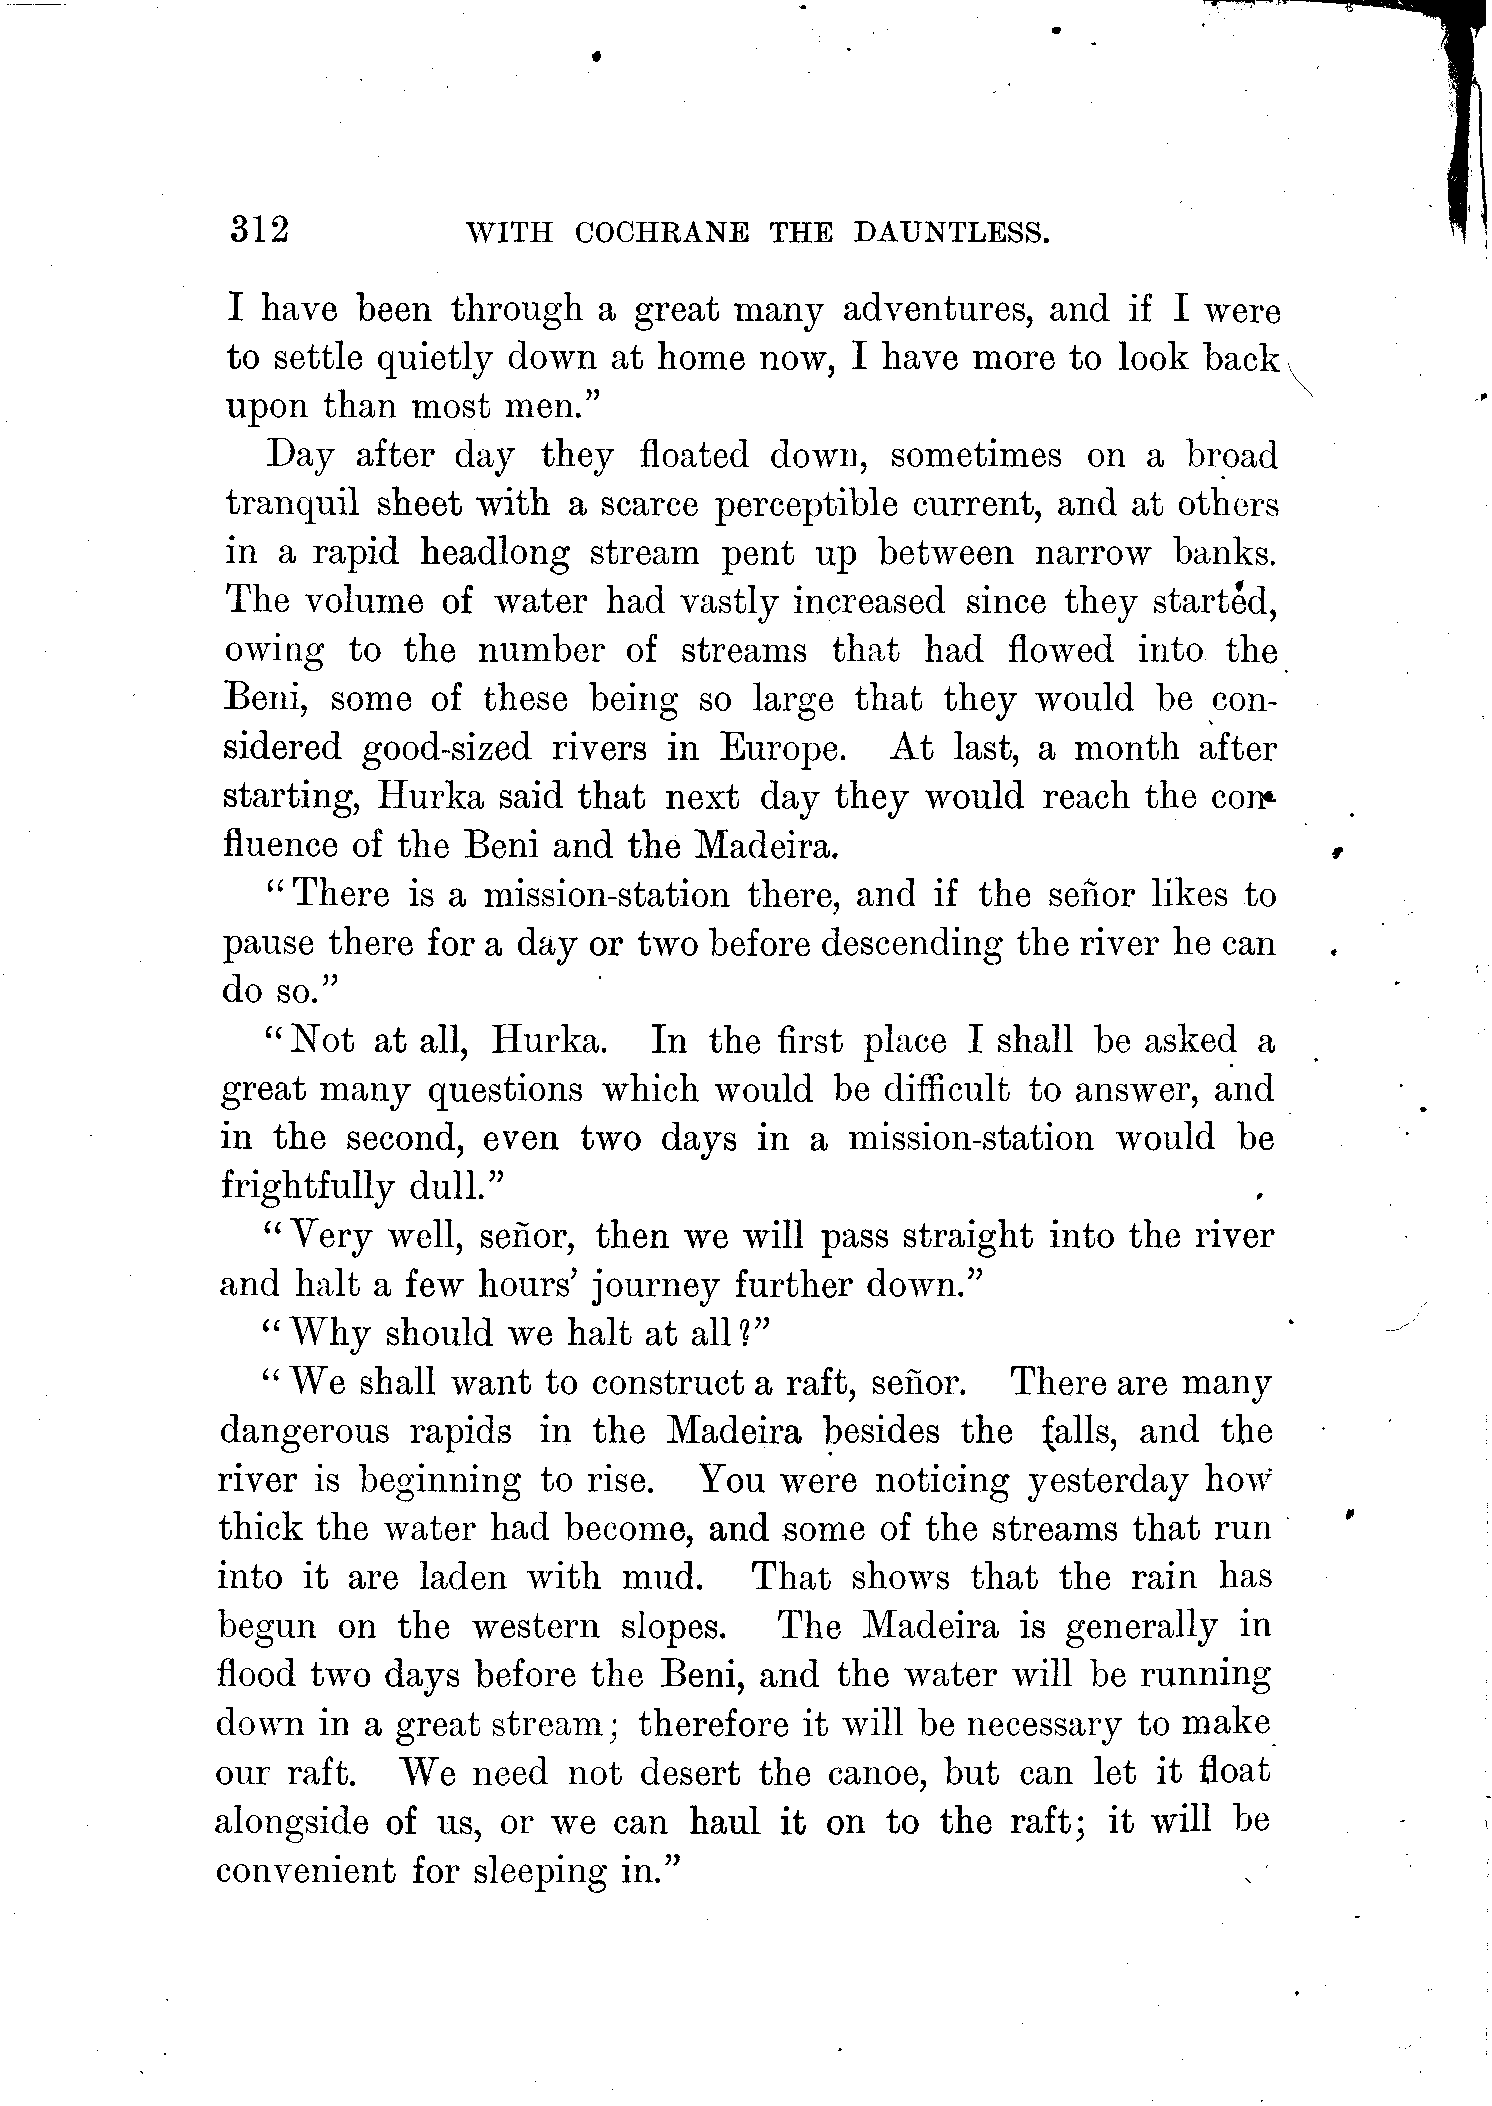 312 WITH COCHRANE THE DAUNTLESS.
I have been through a great many adventures, and if I were
to settle quietly down at home now, I have more to look back
upon than most men.”
Day after day they floated down, sometimes on a broad
tranquil sheet with a scarce perceptible current, and at others
in a rapid headlong stream pent up between narrow banks.
The volume of water had vastly increased since they started,
owing to the number of streams that had flowed into the
Beni, some of these being so large that they would be con-
sidered good-sized rivers in Europe. At last, a month after
starting, Hurka said that next day they would reach the con-
fluence of the Beni and the Madeira.
“There is a mission-station there, and if the señor likes to
pause there for a day or two before descending the river he can
do so.”
“Not at all, Hurka. In the first place I shall be asked a
great many questions which would be difficult to answer, and
in the second, even two days in a mission-station would be
frightfully dull.”
“Very well, señor, then we will pass straight into the river
and halt a few hours’ journey further down.”
“Why should we halt at all?”
“We shall want to construct a raft, señor. There are many
dangerous rapids in the Madeira besides the falls, and the
river is beginning to rise. You were noticing yesterday how
thick the water had become, and some of the streams that run
into it are laden with mud. That shows that the rain has
begun on the western slopes. The Madeira is generally in
flood two days before the Beni, and the water will be running
down in a great stream; therefore it will be necessary to make
our raft. We need not desert the canoe, but can let it float
alongside of us, or we can haul it on to the raft; it will be
convenient for sleeping in.”